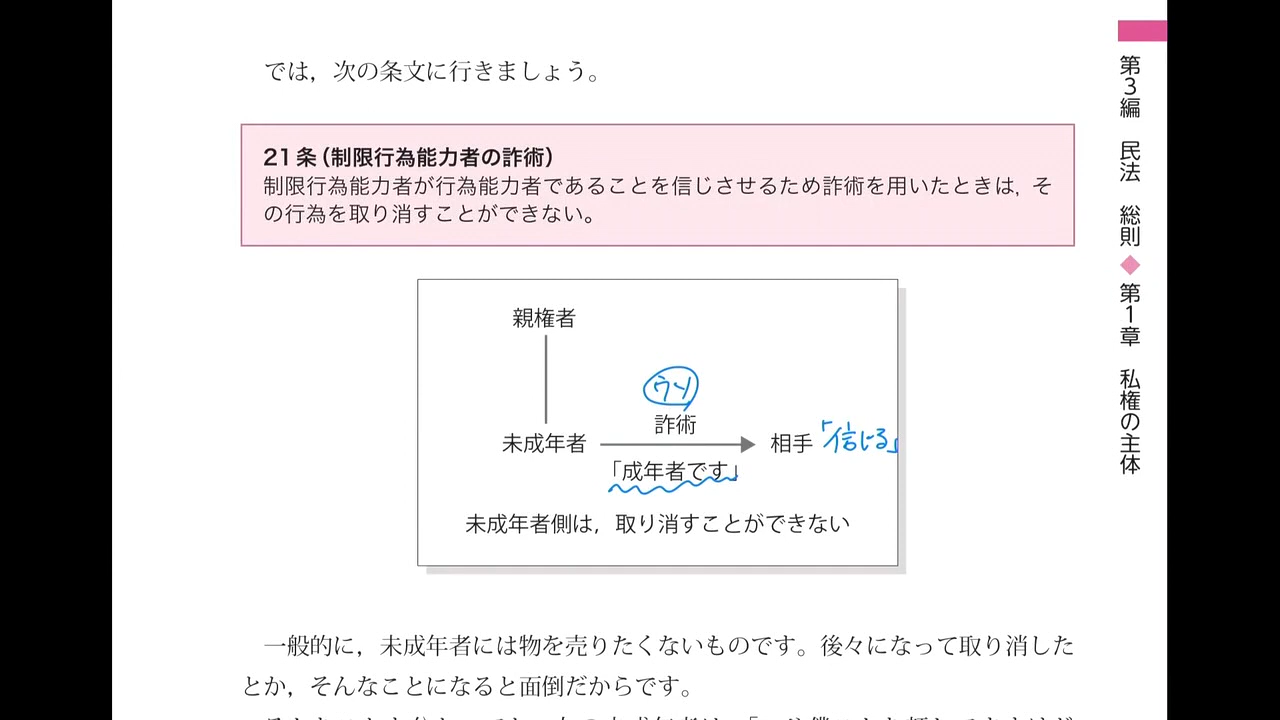 では，次の条文に行きましょう。
21条（制限行為能力者の詐術）
制限行為能力者が行為能力者であることを信じさせるため詐術を用いたときは，そ
の行為を取り消すことができない。
親権者
ウソ
詐術
未成年者
相手
「信じる」
「成年者です」
未成年者側は，取り消すことができない
一般的に，未成年者には物を売りたくないものです。後々になって取り消した
とか，そんなことになると面倒だからです。
第3編　民法　総則◆第1章　私権の主体